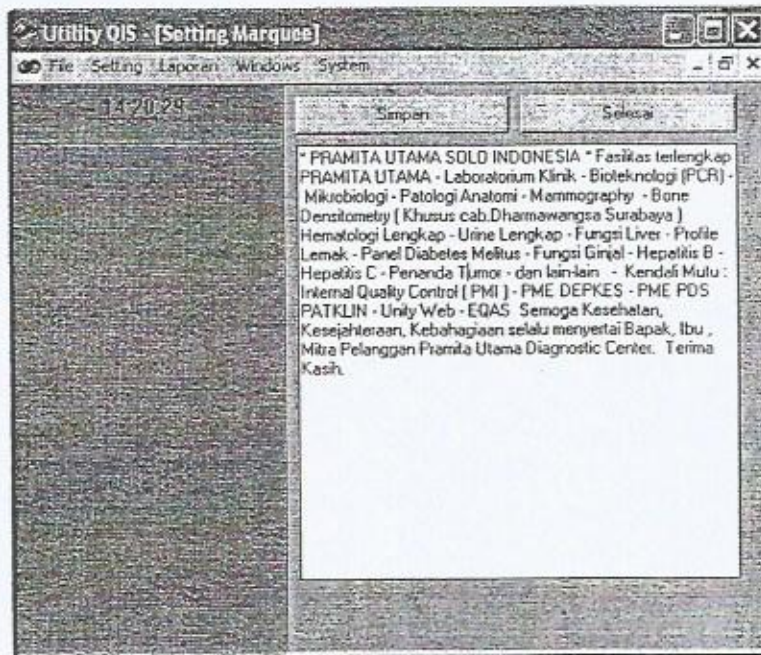 Utility QIS - [Setting Marquee]
File Setting Laporan Windows System
14:20:29
Simpan Selesai
* PRAMITA UTAMA SOLO INDONESIA * Fasilitas terlengkap
PRAMITA UTAMA - Laboratorium Klinik - Bioteknologi (PCR) -
Mikrobiologi - Patologi Anatomi - Mammography - Bone
Densitometry ( Khusus cab.Dharmawangsa Surabaya )
Hematologi Lengkap - Urine Lengkap - Fungsi Liver - Profile
Lemak - Panel Diabetes Melitus - Fungsi Ginjal - Hepatitis B -
Hepatitis C - Penanda Tumor - dan lain-lain - Kendali Mutu :
Internal Quality Control ( PMI ) - PME DEPKES - PME PDS
PATKLIN - Unity Web - EQAS Semoga Kesehatan,
Kesejahteraan, Kebahagiaan selalu menyertai Bapak, Ibu ,
Mitra Pelanggan Pramita Utama Diagnostic Center. Terima
Kasih.